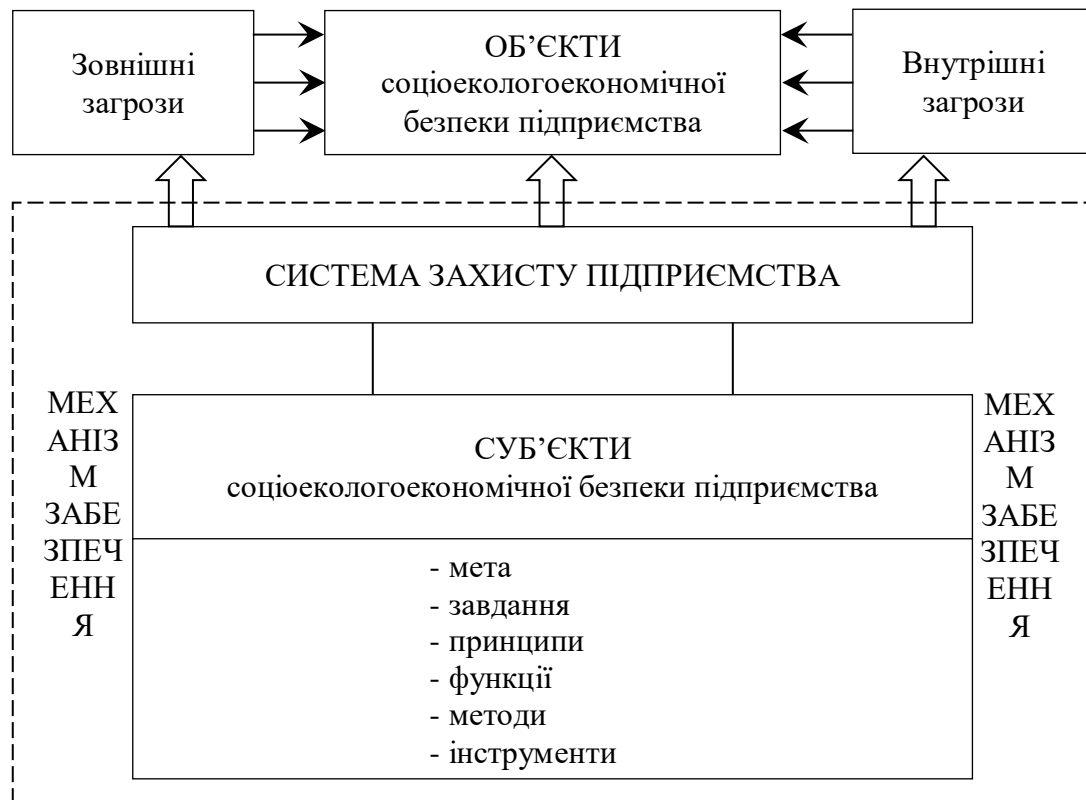 Зовнішні
загрози
ОБ’ЄКТИ
соціоекологоекономічної
безпеки підприємства
Внутрішні
загрози
СИСТЕМА ЗАХИСТУ ПІДПРИЄМСТВА
МЕХ
АНІЗ
М
ЗАБЕ
ЗПЕЧ
ЕНН
Я
СУБ’ЄКТИ
соціоекологоекономічної безпеки підприємства
- мета
- завдання
- принципи
- функції
- методи
- інструменти
МЕХ
АНІЗ
М
ЗАБЕ
ЗПЕЧ
ЕНН
Я